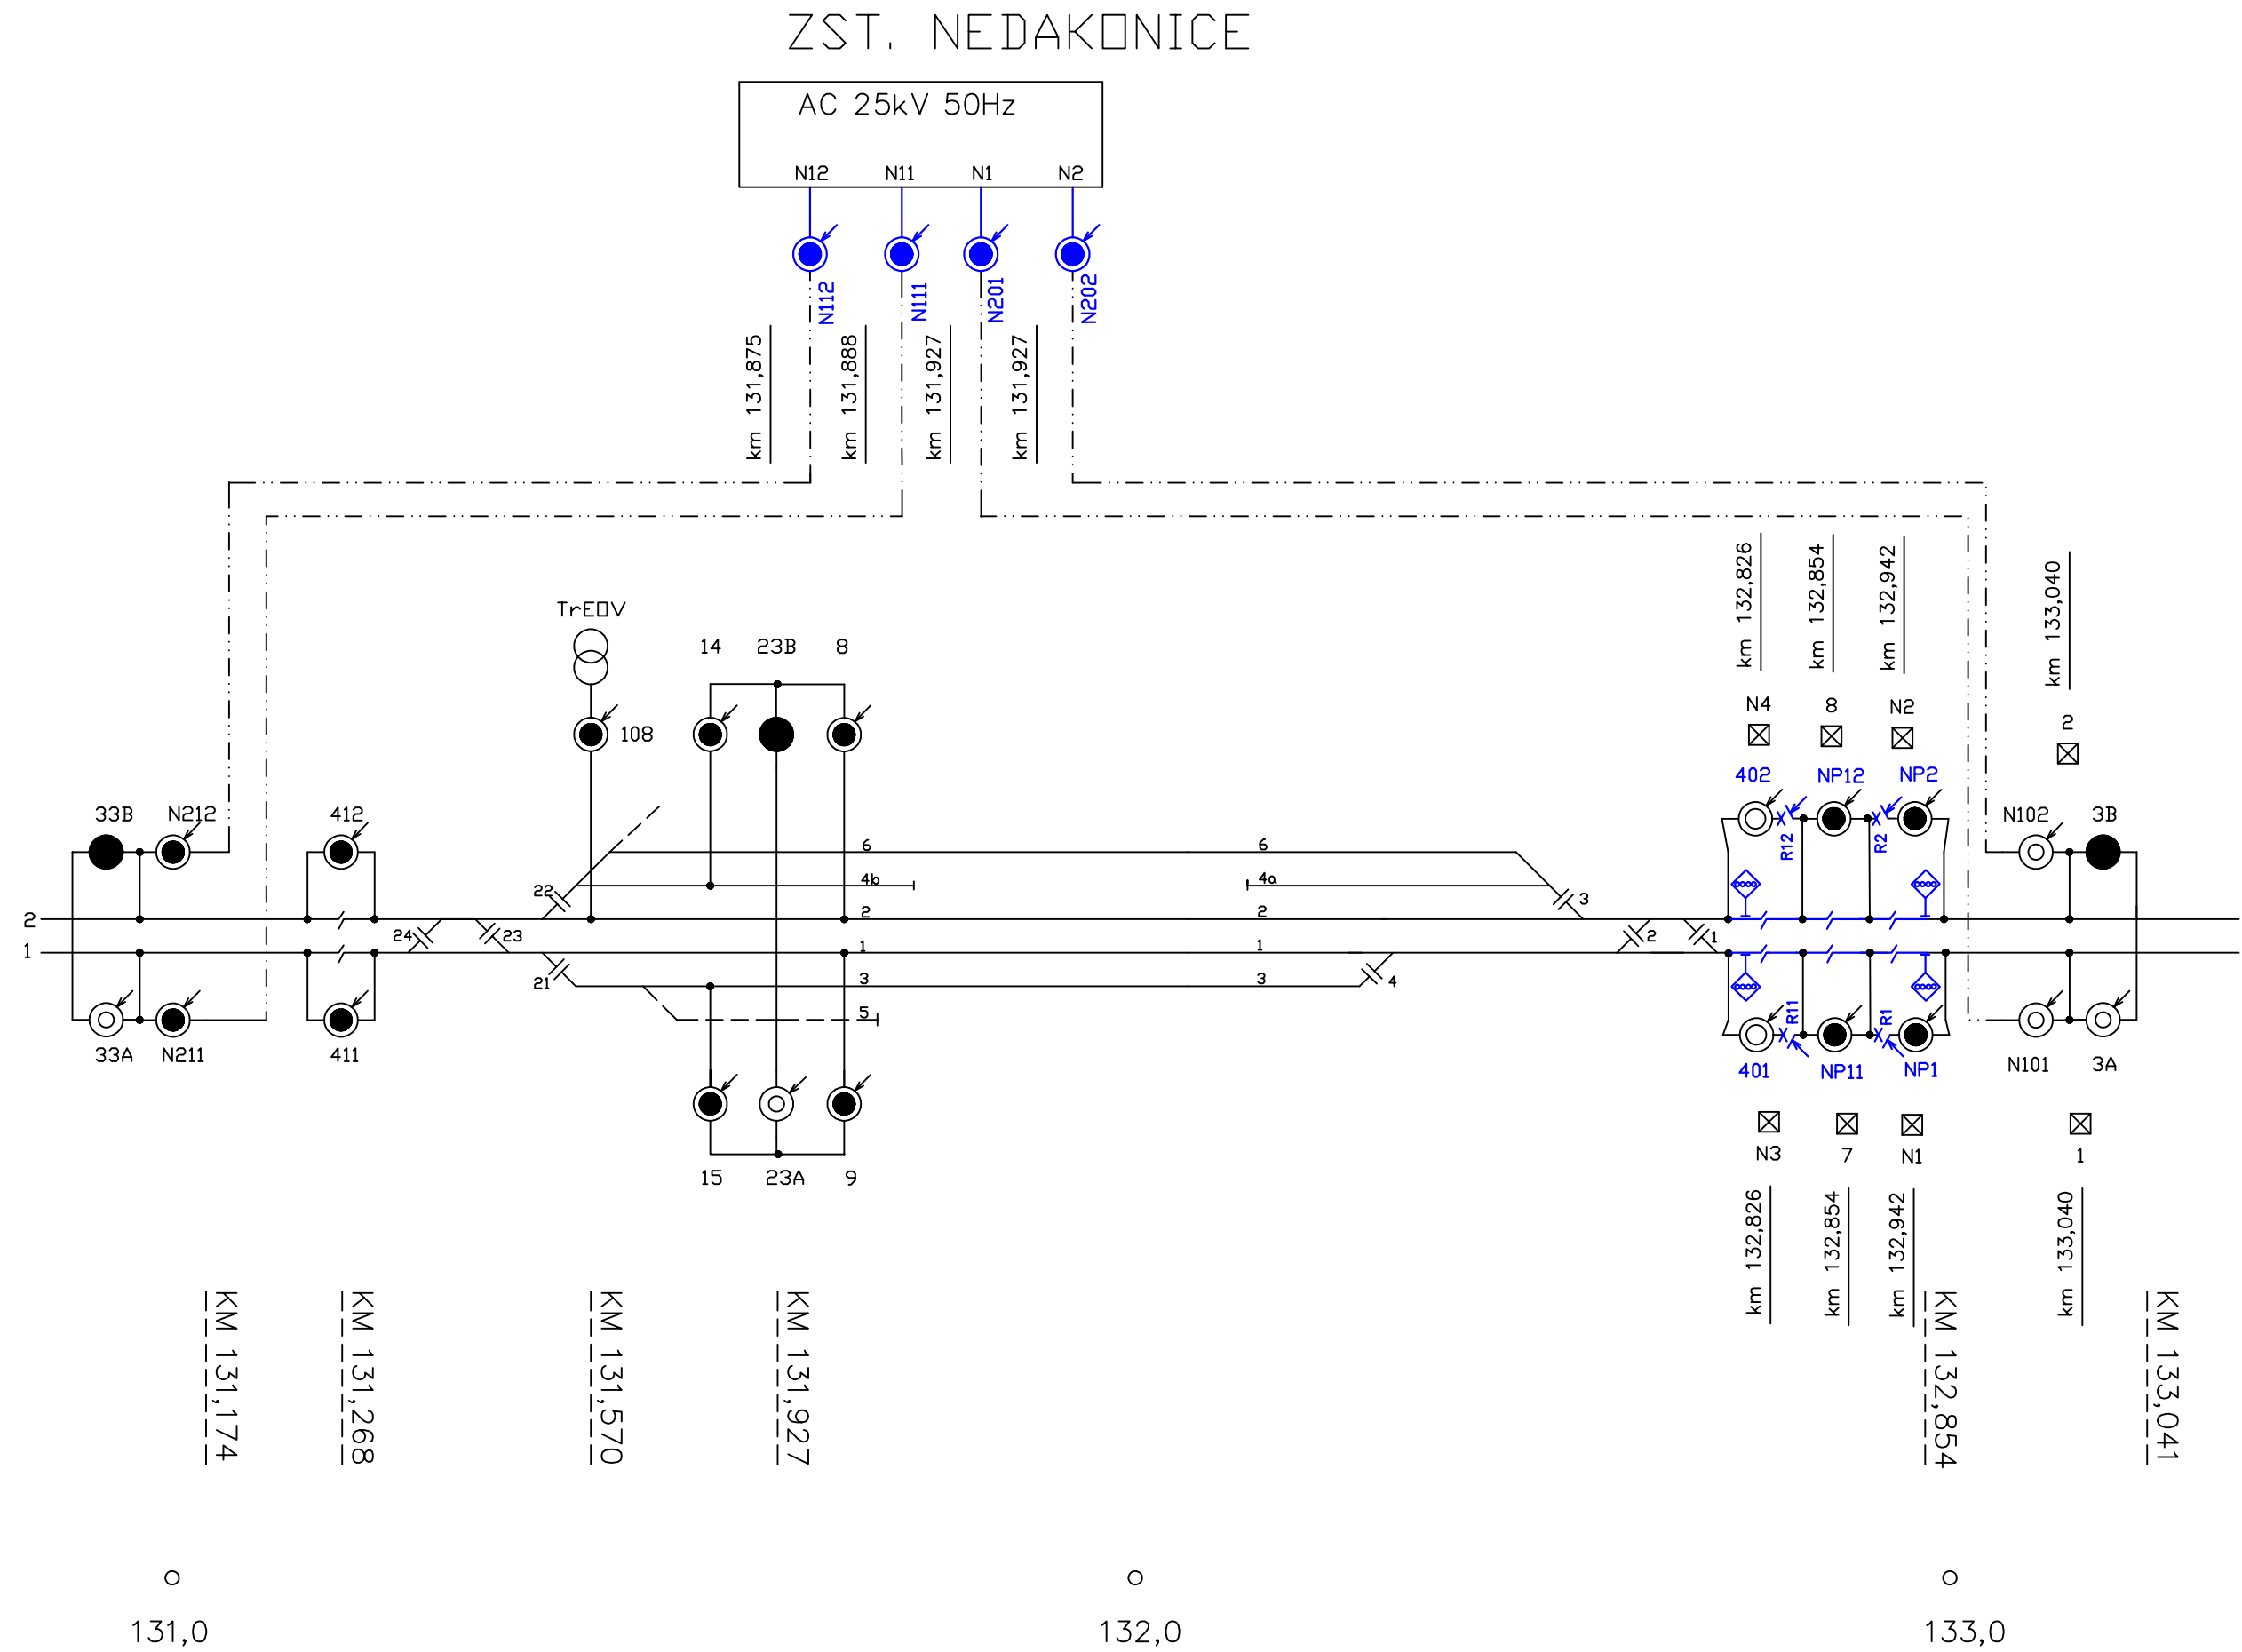 ZST. NEDAKONICE
AC 25kV 50Hz
N12 N11 N1 N2
N112 N111 N201 N202
km 131,875
km 131,888
km 131,927
km 131,927
km 132,826
km 132,854
km 132,942
km 133,040
TrEOV
14 23B 8
N4 8 N2 2
108
402 NP12 NP2
33B N212 412
N102 3B
R12 R2
6 6
4b 4a
22 3
2 2 2
24 23 2 1
1 1 1
21 3 3 4
5
R11 R1
33A N211 411
401 NP11 NP1
N101 3A
15 23A 9
N3 7 N1 1
km 132,826
km 132,854
km 132,942
km 133,040
KM 131,174
KM 131,268
KM 131,570
KM 131,927
KM 132,854
KM 133,041
131,0 132,0 133,0